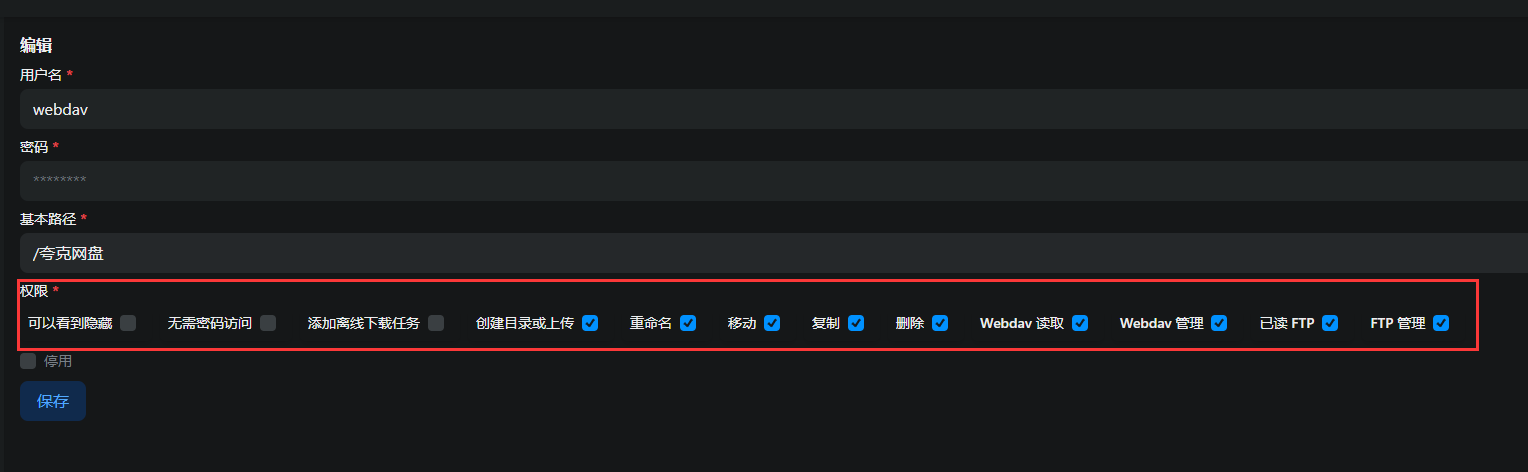 编辑
用户名 *
webdav
密码 *
********
基本路径 *
/夸克网盘
权限 *
可以看到隐藏 无需密码访问 添加离线下载任务 创建目录或上传 重命名 移动 复制 删除 Webdav 读取 Webdav 管理 已读 FTP FTP 管理
停用
保存